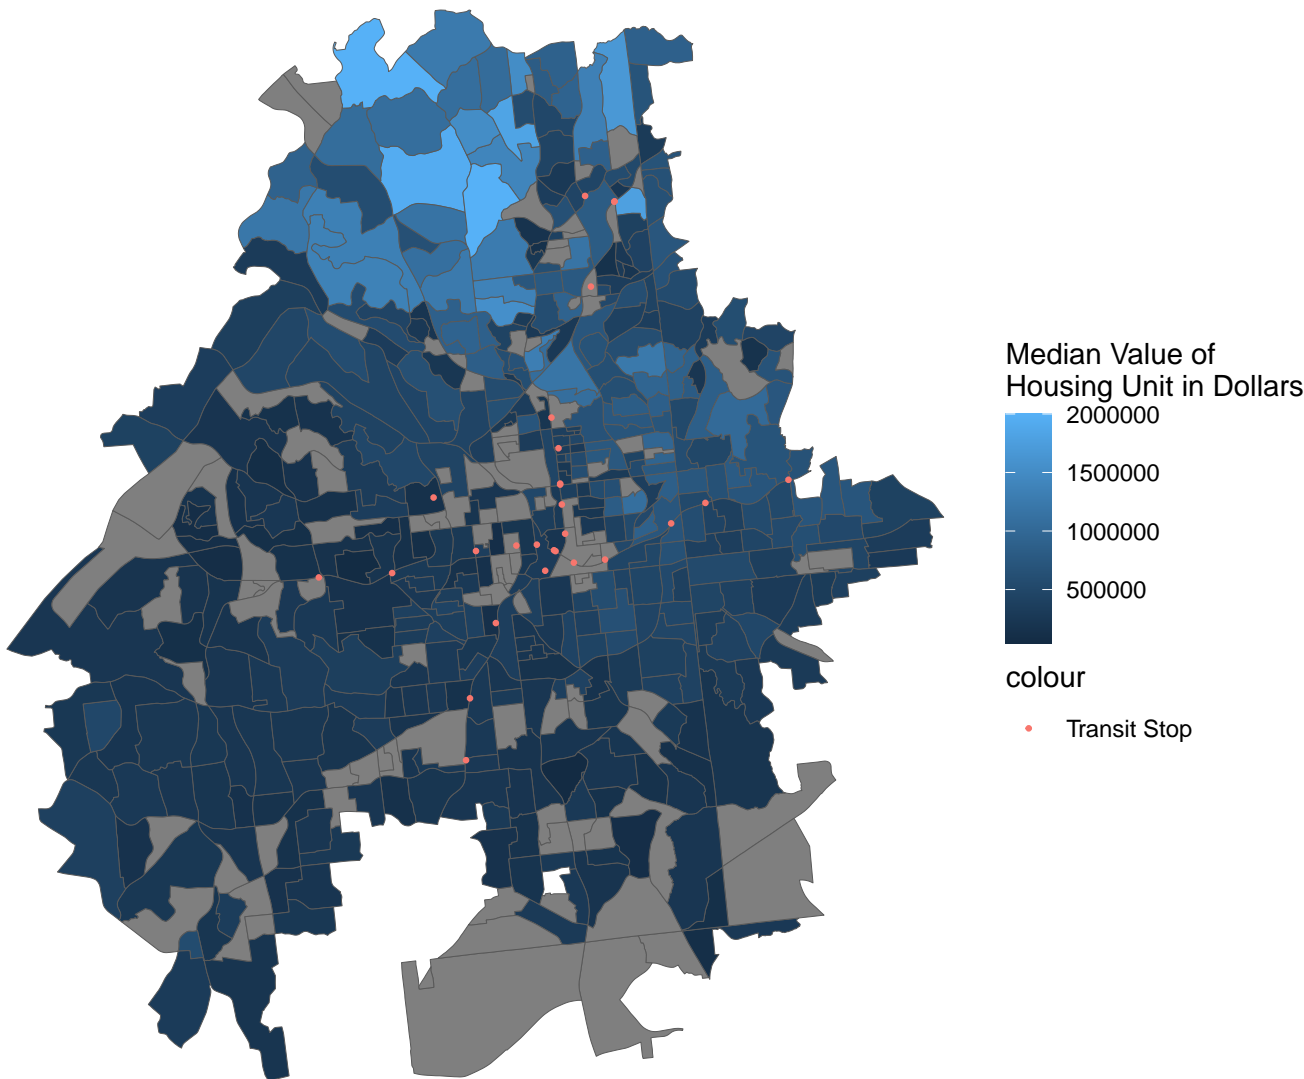 Median Value of
Housing Unit in Dollars
2000000
1500000
1000000
500000
colour
Transit Stop